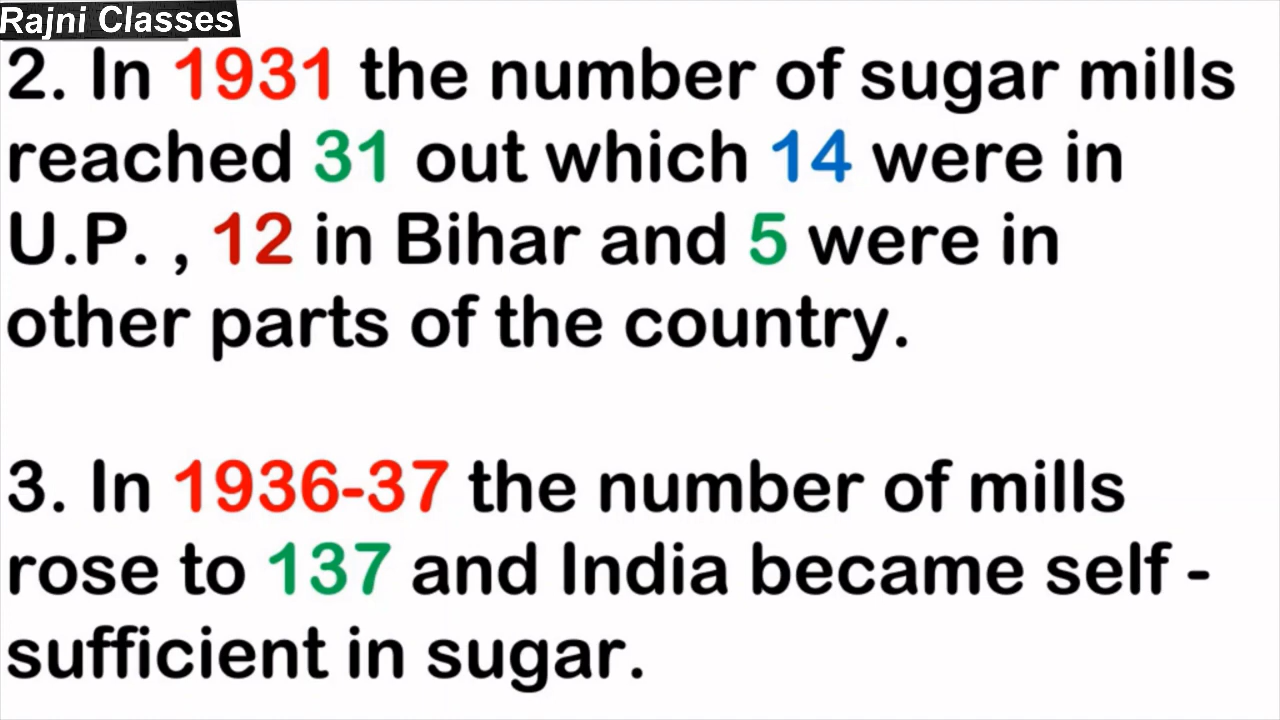 Rajni Classes
2. In 1931 the number of sugar mills
reached 31 out which 14 were in
U.P. , 12 in Bihar and 5 were in
other parts of the country.
3. In 1936-37 the number of mills
rose to 137 and India became self -
sufficient in sugar.